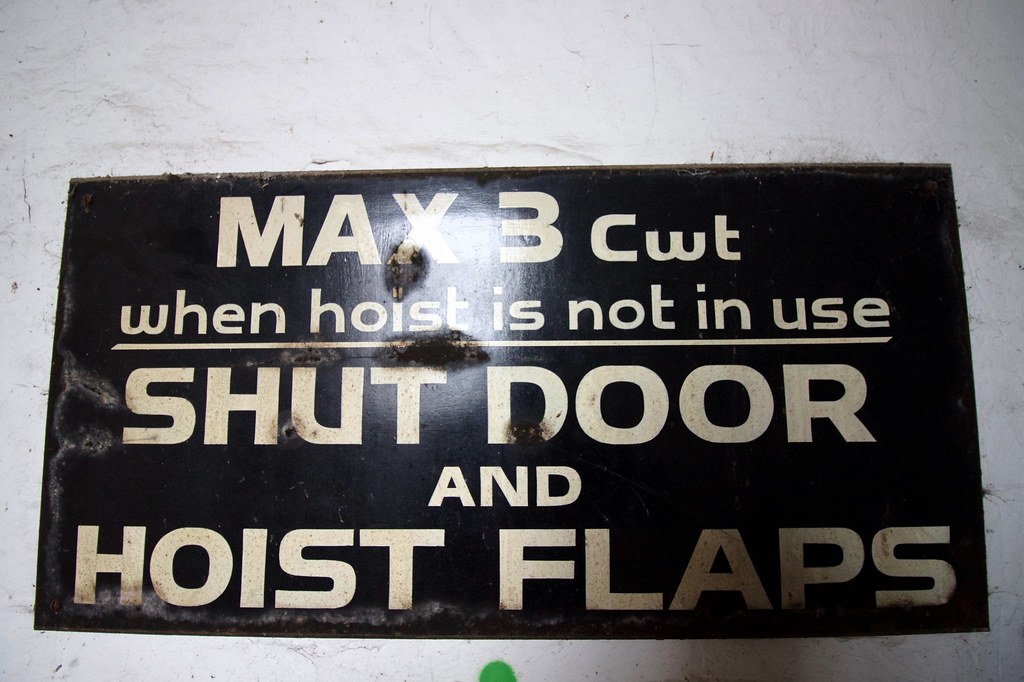 MAX 3 Cwt
when hoist is not in use
SHUT DOOR
AND
HOIST FLAPS